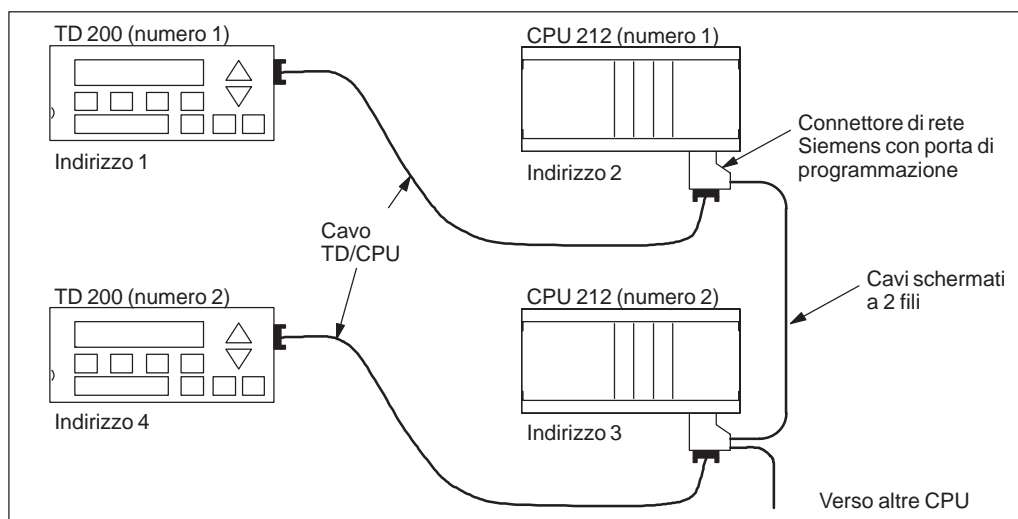 TD 200 (numero 1)
CPU 212 (numero 1)
Connettore di rete
Siemens con porta di
programmazione
Indirizzo 1
Indirizzo 2
Cavo
TD/CPU
Cavi schermati
a 2 fili
TD 200 (numero 2)
CPU 212 (numero 2)
Indirizzo 4
Indirizzo 3
Verso altre CPU